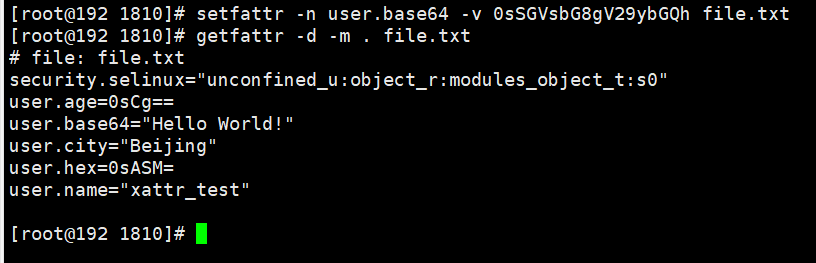 [root@192 1810]# setfattr -n user.base64 -v 0sSGVsbG8gV29ybGQh file.txt
[root@192 1810]# getfattr -d -m . file.txt
# file: file.txt
security.selinux="unconfined_u:object_r:modules_object_t:s0"
user.age=0sCg==
user.base64="Hello World!"
user.city="Beijing"
user.hex=0sASM=
user.name="xattr_test"
[root@192 1810]#